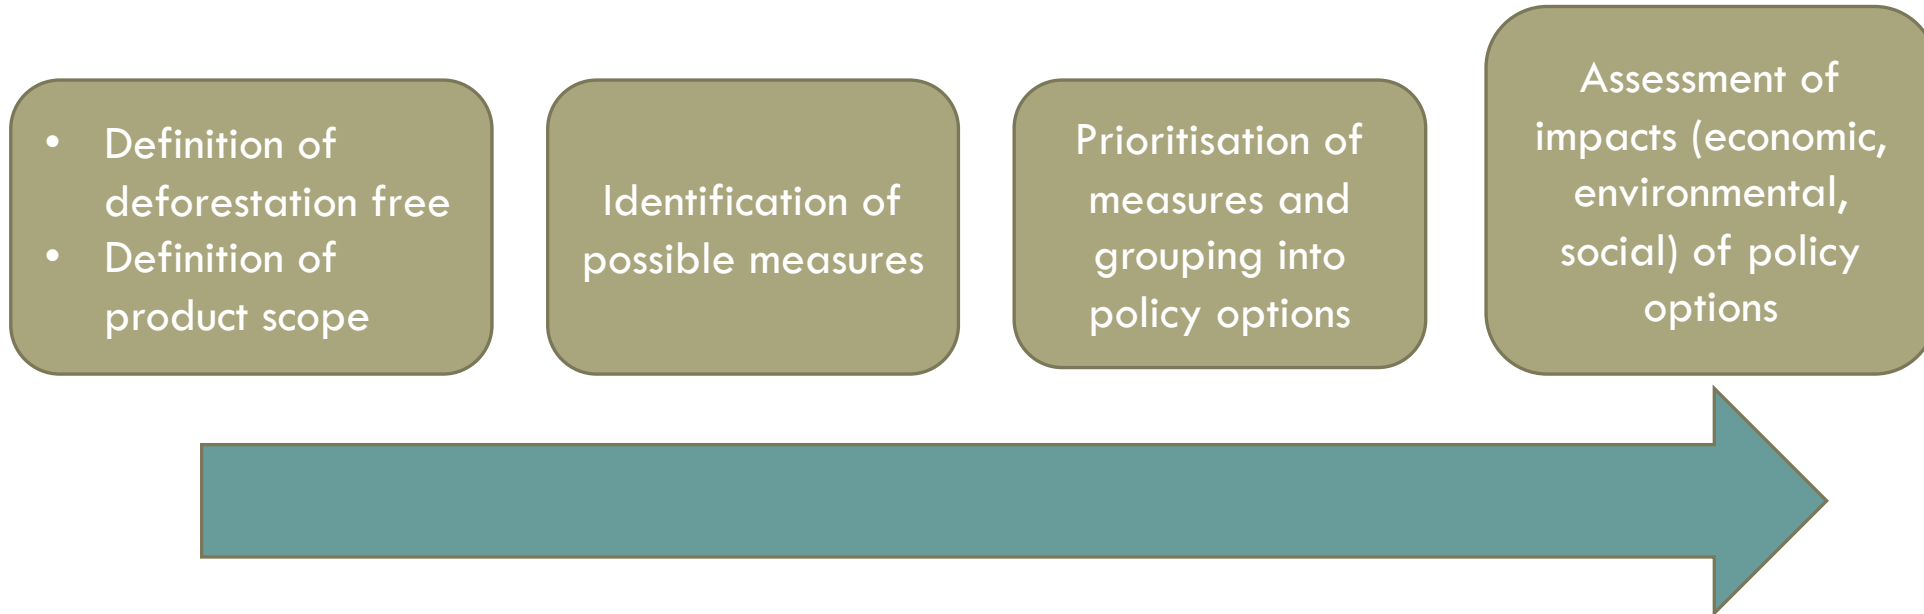 • Definition of
deforestation free
• Definition of
product scope
Identification of
possible measures
Prioritisation of
measures and
grouping into
policy options
Assessment of
impacts (economic,
environmental,
social) of policy
options